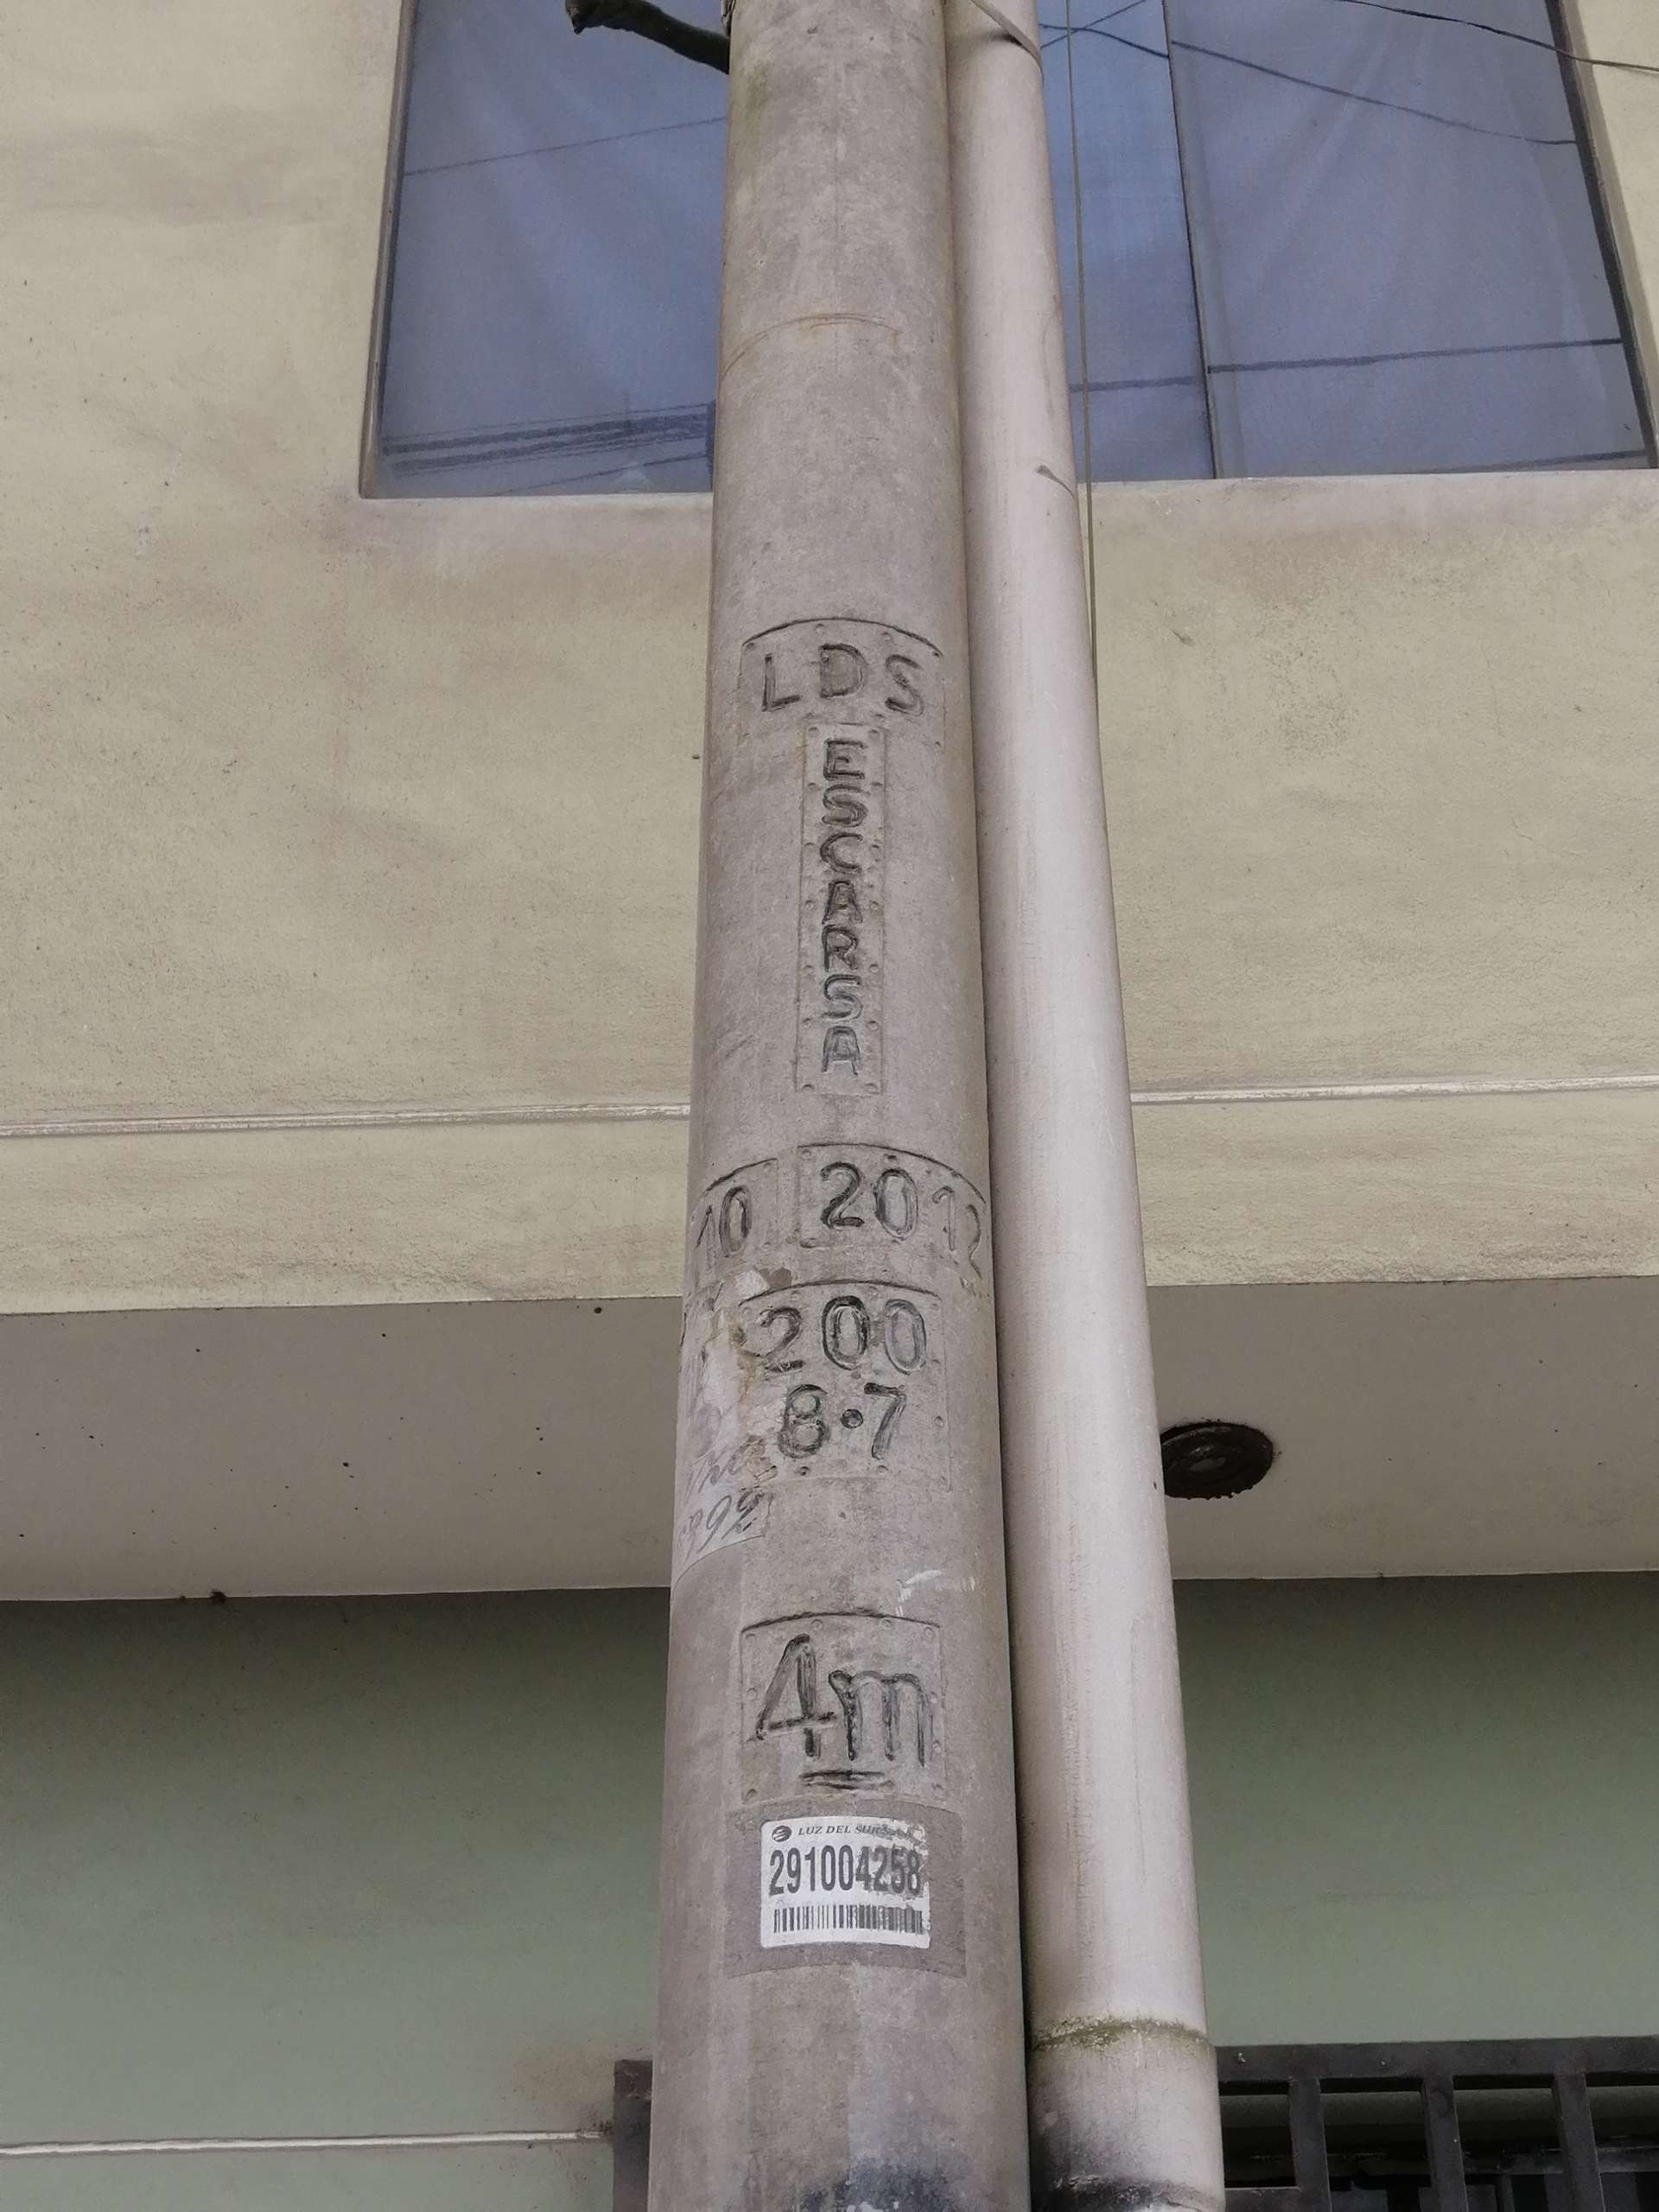 LDS
ESCARSA
10 2012
200
8·7
4m
LUZ DEL SUR
291004258